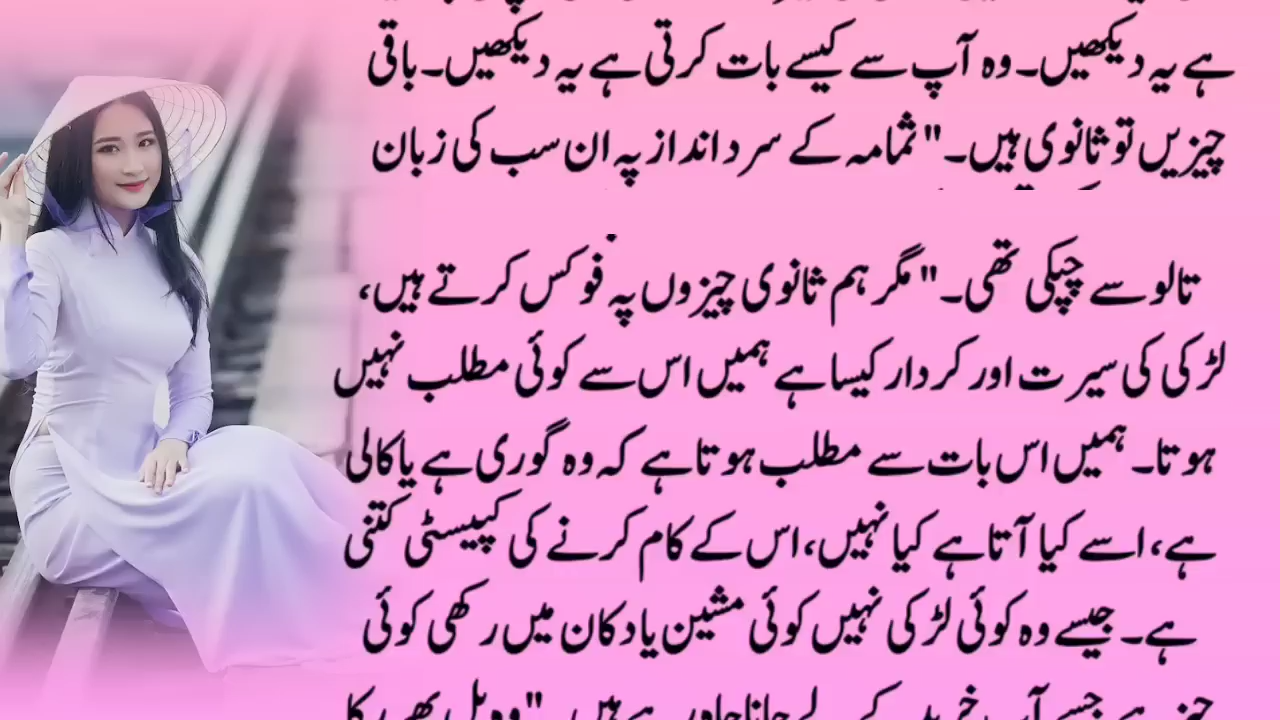 ہے یہ دیکھیں۔ وہ آپ سے کیسے بات کرتی ہے یہ دیکھیں۔ باقی
چیزیں تو ثانوی ہیں۔" ثمامہ کے سرد انداز پہ ان سب کی زبان
تالو سے چپکی تھی۔" مگر ہم ثانوی چیزوں پہ فوکس کرتے ہیں،
لڑکی کی سیرت اور کردار کیسا ہے ہمیں اس سے کوئی مطلب نہیں
ہوتا۔ ہمیں اس بات سے مطلب ہوتا ہے کہ وہ گوری ہے یا کالی
ہے، اسے کیا آتا ہے کیا نہیں، اس کے کام کرنے کی کپیسٹی کتنی
ہے۔ جیسے وہ کوئی لڑکی نہیں کوئی مشین یا دکان میں رکھی کوئی